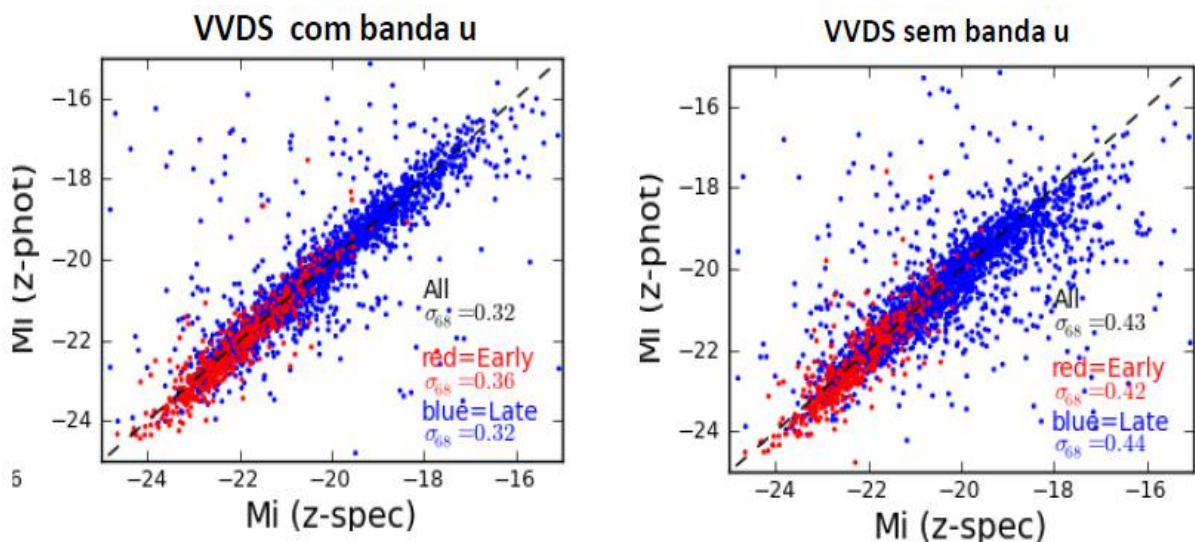 VVDS com banda u
−16
−18
−20
−22
−24
MI (z-phot)
All
σ68 =0.32
red=Early
σ68 =0.36
blue=Late
σ68 =0.32
−24 −22 −20 −18 −16
Mi (z-spec)
6
VVDS sem banda u
−16
−18
−20
−22
−24
MI (z-phot)
All
σ68 =0.43
red=Early
σ68 =0.42
blue=Late
σ68 =0.44
−24 −22 −20 −18 −16
Mi (z-spec)